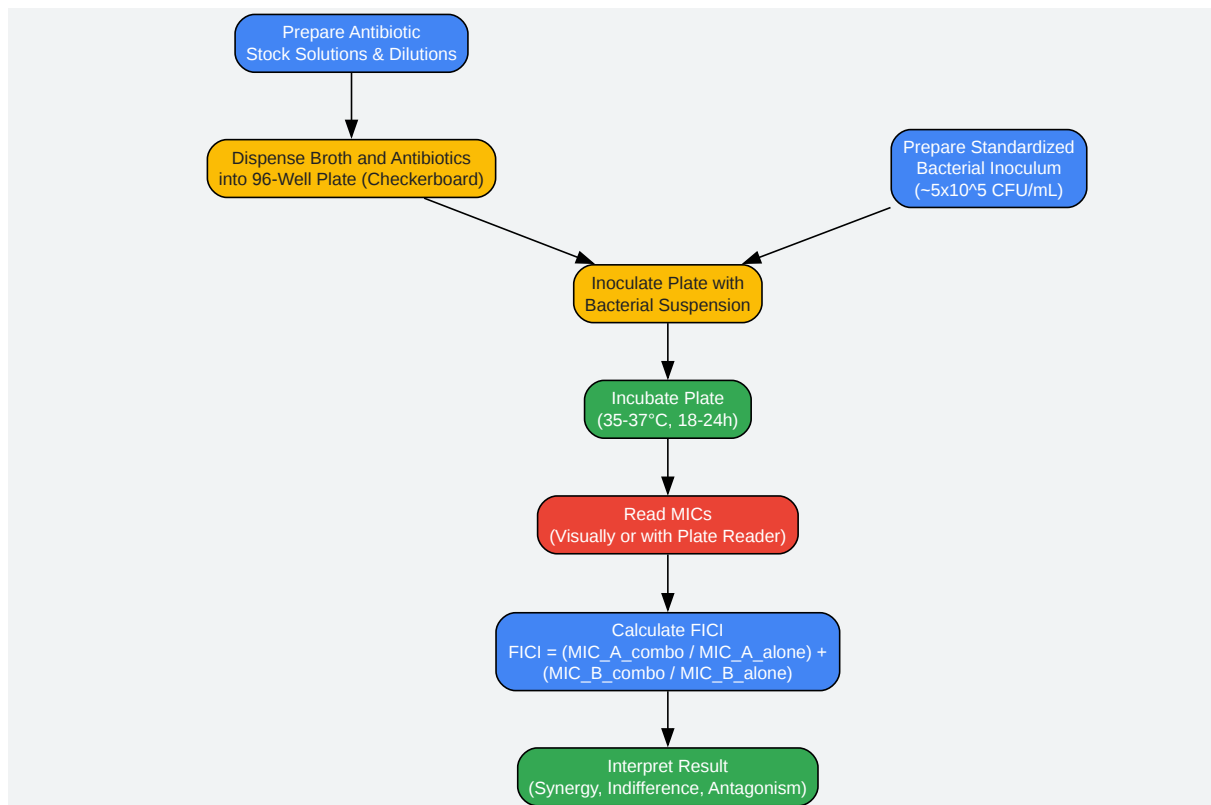 Prepare Antibiotic
Stock Solutions & Dilutions
Dispense Broth and Antibiotics
into 96-Well Plate (Checkerboard)
Prepare Standardized
Bacterial Inoculum
(~5x10^5 CFU/mL)
Inoculate Plate with
Bacterial Suspension
Incubate Plate
(35-37°C, 18-24h)
Read MICs
(Visually or with Plate Reader)
Calculate FICI
FICI = (MIC_A_combo / MIC_A_alone) +
(MIC_B_combo / MIC_B_alone)
Interpret Result
(Synergy, Indifference, Antagonism)